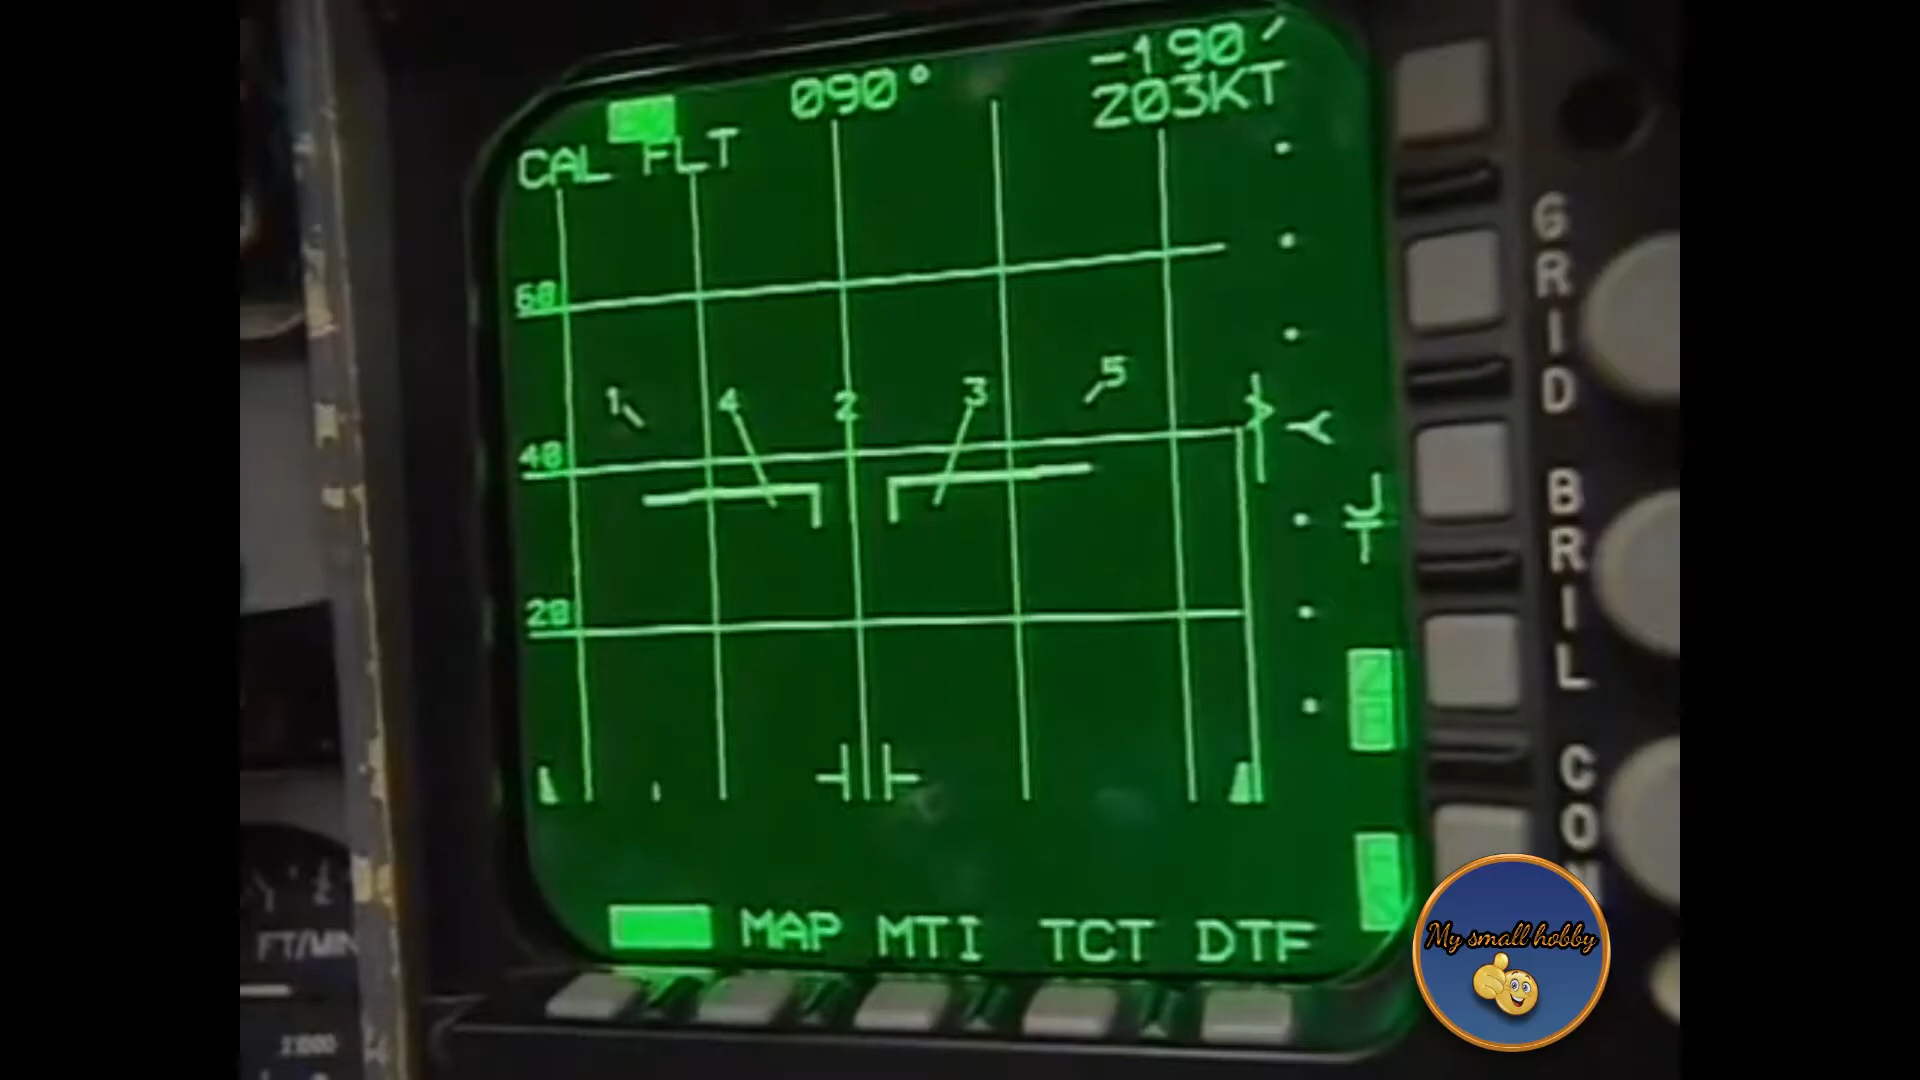 -190′
090°
203KT
CAL FLT
60
1 4 2 3 5
40
20
MAP MTI TCT DTF
GRID
BRIL
CO
FT/MIN
My small hobby